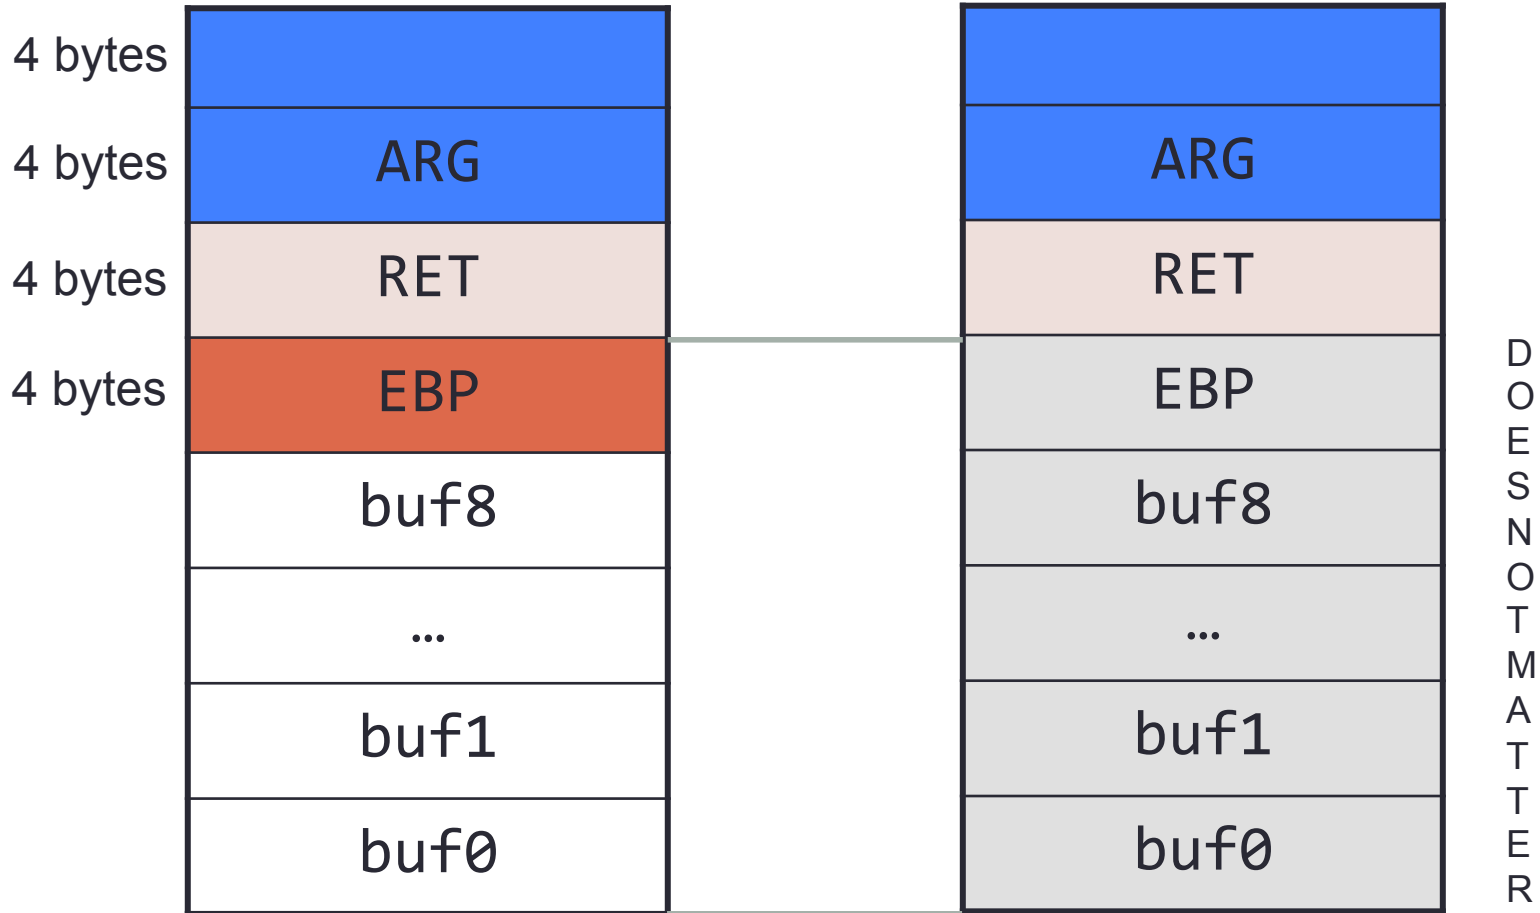 4 bytes
4 bytes ARG ARG
4 bytes RET RET
4 bytes EBP EBP
buf8 buf8
… …
buf1 buf1
buf0 buf0
D
O
E
S
N
O
T
M
A
T
T
E
R